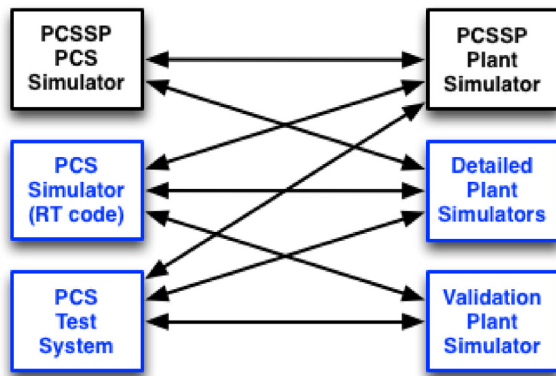 PCSSP
PCS
Simulator
PCSSP
Plant
Simulator
PCS
Simulator
(RT code)
Detailed
Plant
Simulators
PCS
Test
System
Validation
Plant
Simulator